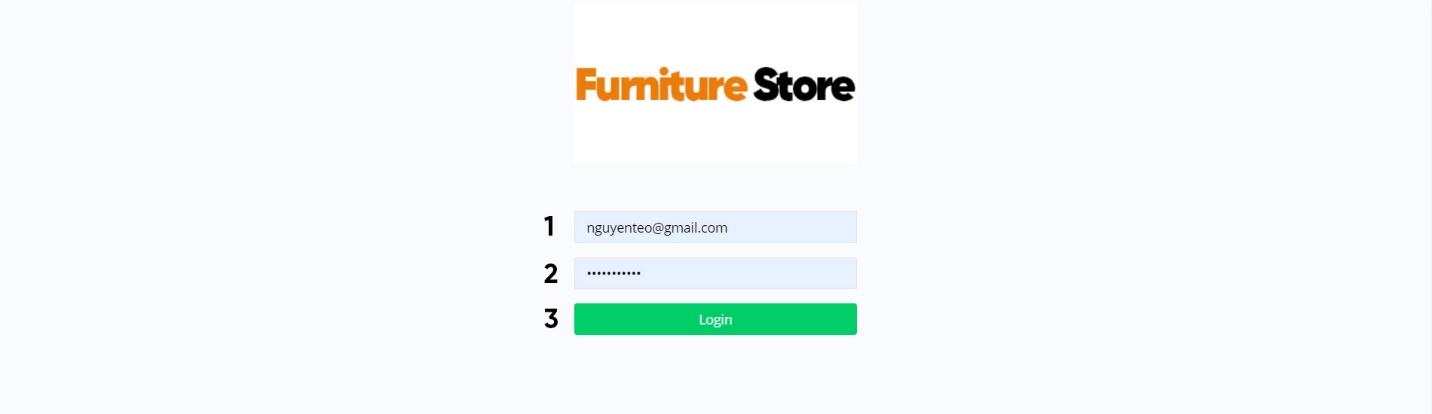 Furniture Store
1 nguyenteo@gmail.com
2 •••••••••••
3 Login